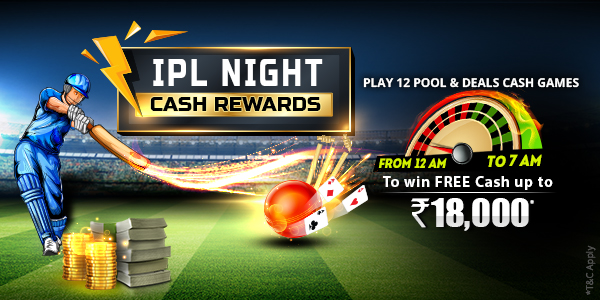 IPL NIGHT
CASH REWARDS
PLAY 12 POOL & DEALS CASH GAMES
FROM 12 AM TO 7 AM
To win FREE Cash up to
₹18,000*
*T&C Apply